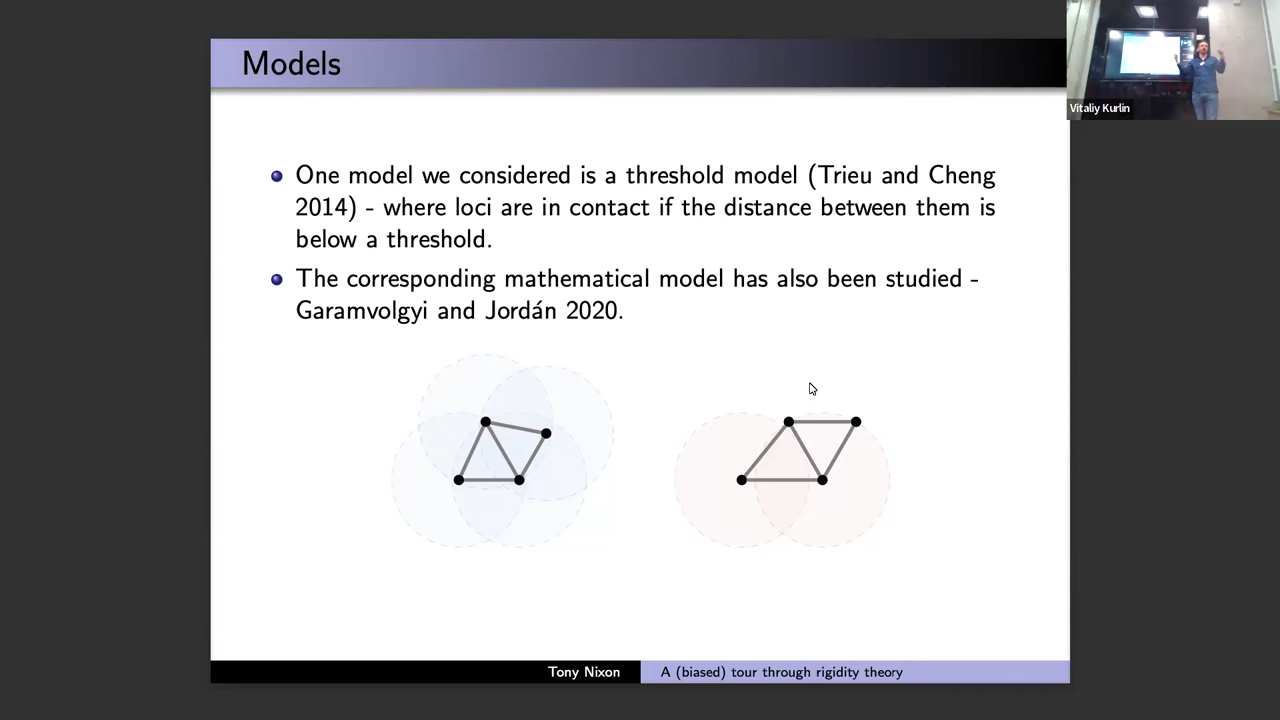 Models
Vitaliy Kurlin
One model we considered is a threshold model (Trieu and Cheng
2014) - where loci are in contact if the distance between them is
below a threshold.
The corresponding mathematical model has also been studied -
Garamvolgyi and Jordán 2020.
Tony Nixon
A (biased) tour through rigidity theory